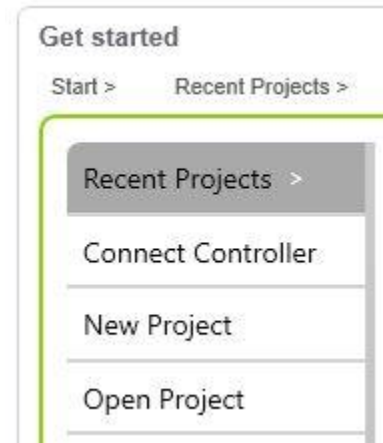 Get started
Start > Recent Projects >
Recent Projects >
Connect Controller
New Project
Open Project